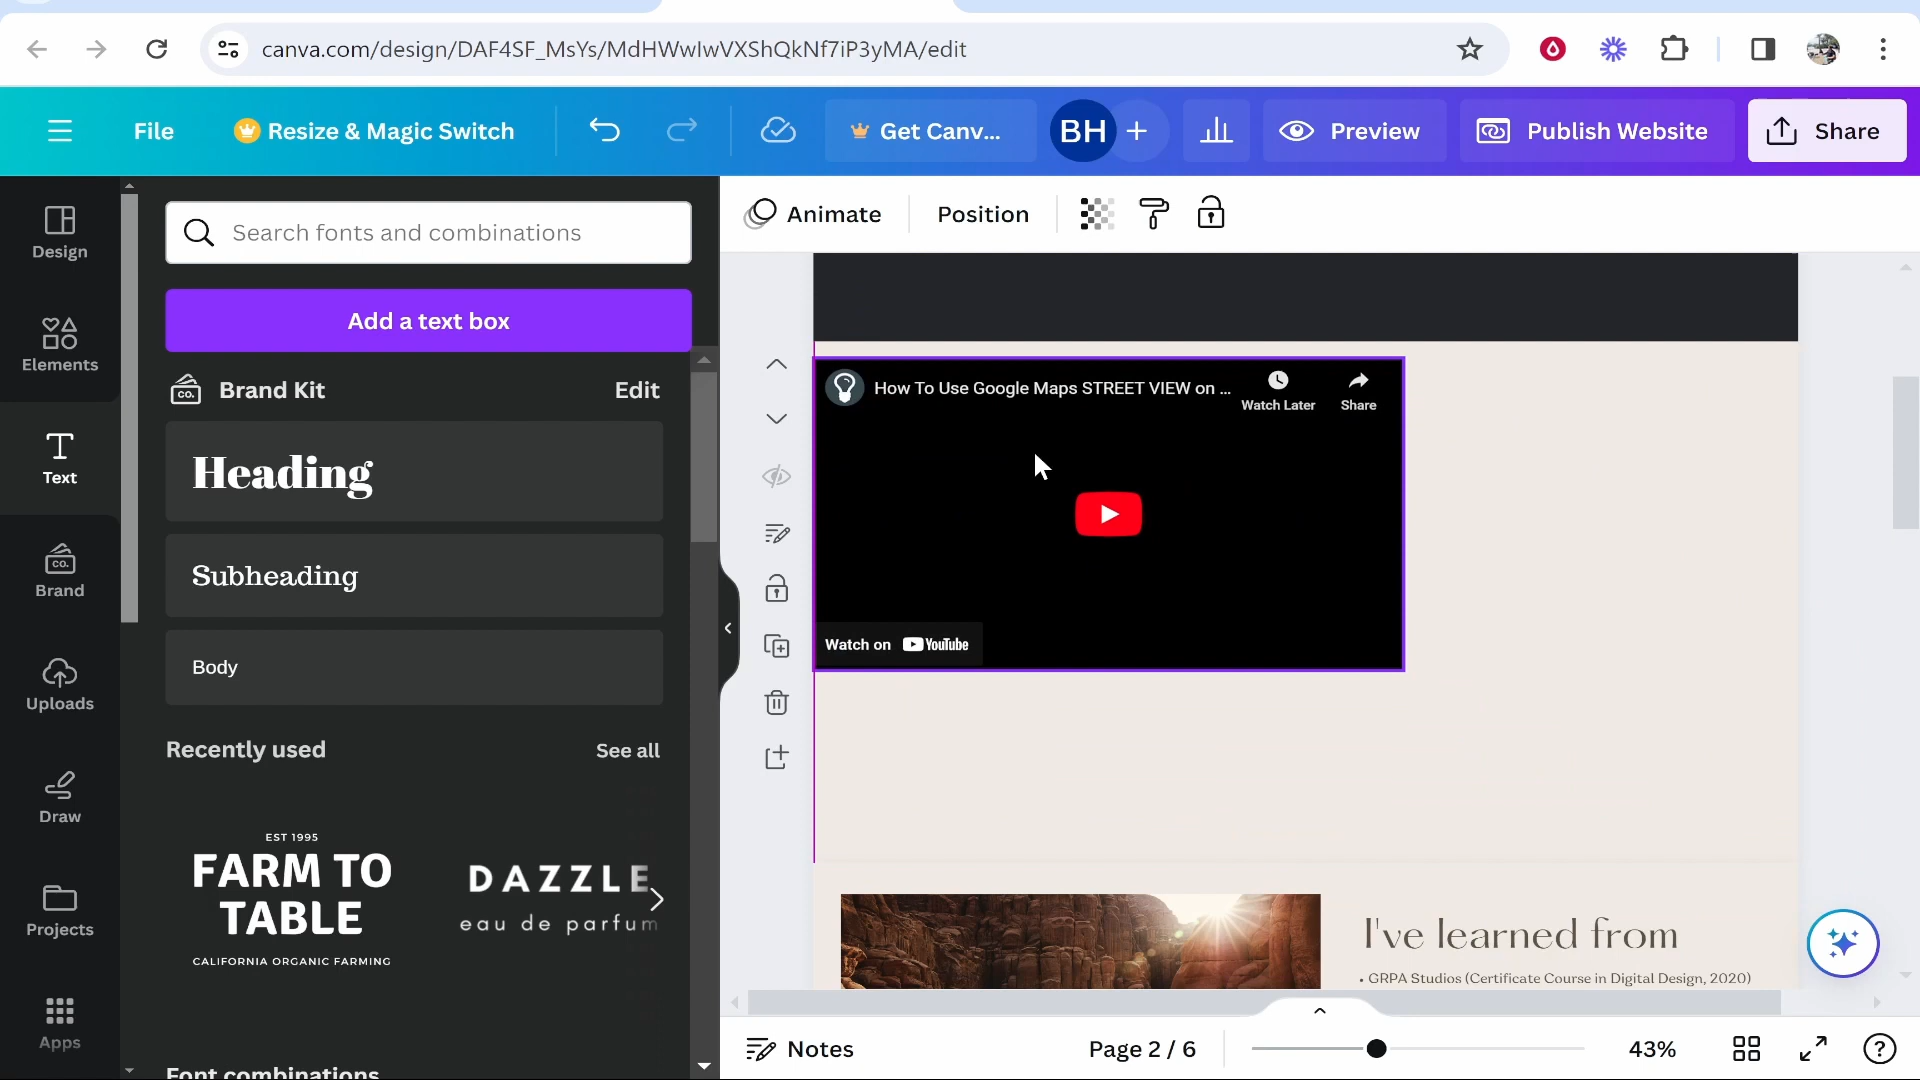 canva.com/design/DAF4SF_MsYs/MdHWwIwVXShQkNf7iP3yMA/edit
File
Resize & Magic Switch
Get Canv...
BH
Preview
Publish Website
Share
Design
Elements
Text
Brand
Uploads
Draw
Projects
Apps
Search fonts and combinations
Add a text box
Brand Kit
Edit
Heading
Subheading
Body
Recently used
See all
EST 1995
FARM TO
TABLE
CALIFORNIA ORGANIC FARMING
DAZZLE
eau de parfum
Font combinations
Animate
Position
How To Use Google Maps STREET VIEW on ...
Watch Later
Share
Watch on YouTube
I've learned from
• GRPA Studios (Certificate Course in Digital Design, 2020)
Notes
Page 2 / 6
43%